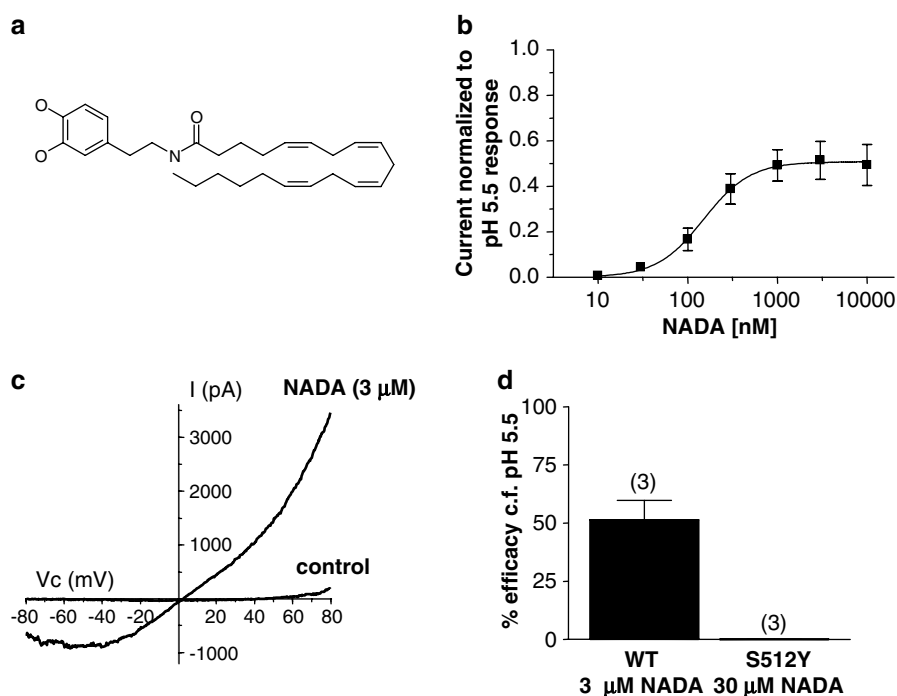 a
O
O
O
N
b
Current normalized to
pH 5.5 response
1.0
0.8
0.6
0.4
0.2
0.0
10 100 1000 10000
NADA [nM]
c
I (pA)
NADA (3 µM)
3000
2000
1000
control
Vc (mV)
-80 -60 -40 -20 20 40 60 80
-1000
d
% efficacy c.f. pH 5.5
100
75
50
25
0
(3)
(3)
WT S512Y
3 µM NADA 30 µM NADA